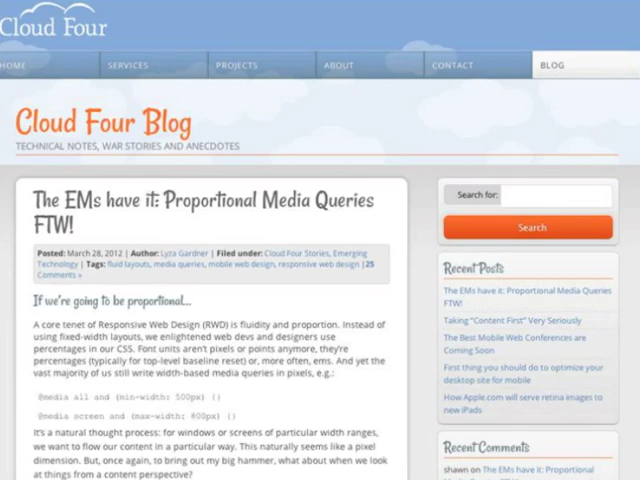 Cloud Four
HOME
SERVICES
PROJECTS
ABOUT
CONTACT
BLOG
Cloud Four Blog
TECHNICAL NOTES, WAR STORIES AND ANECDOTES
The EMs have it: Proportional Media Queries
FTW!
Posted: March 28, 2012 | Author: Lyza Gardner | Filed under: Cloud Four Stories, Emerging
Technology | Tags: fluid layouts, media queries, mobile web design, responsive web design |25
Comments »
If we're going to be proportional...
A core tenet of Responsive Web Design (RWD) is fluidity and proportion. Instead of
using fixed-width layouts, we enlightened web devs and designers use
percentages in our CSS. Font units aren't pixels or points anymore, they're
percentages (typically for top-level baseline reset) or, more often, ems. And yet the
vast majority of us still write width-based media queries in pixels, e.g.:
@media all and (min-width: 500px) {}
@media screen and (max-width: 800px) {}
It's a natural thought process: for windows or screens of particular width ranges,
we want to flow our content in a particular way. This naturally seems like a pixel
dimension. But, once again, to bring out my big hammer, what about when we look
at things from a content perspective?
Search for:
Search
Recent Posts
The EMs have it: Proportional Media Queries
FTW!
Taking "Content First" Very Seriously
The Best Mobile Web Conferences are
Coming Soon
First thing you should do to optimize your
desktop site for mobile
How Apple.com will serve retina images to
new iPads
Recent Comments
shawn on The EMs have it: Proportional